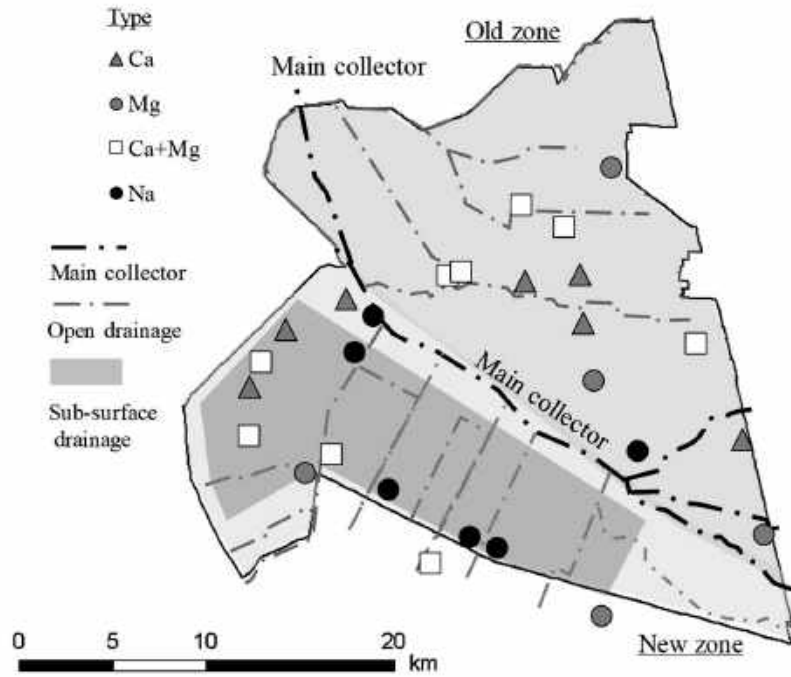 Type
Ca
Mg
Ca+Mg
Na
Main collector
Open drainage
Sub-surface
drainage
Old zone
Main collector
Main collector
New zone
0 5 10 20
km